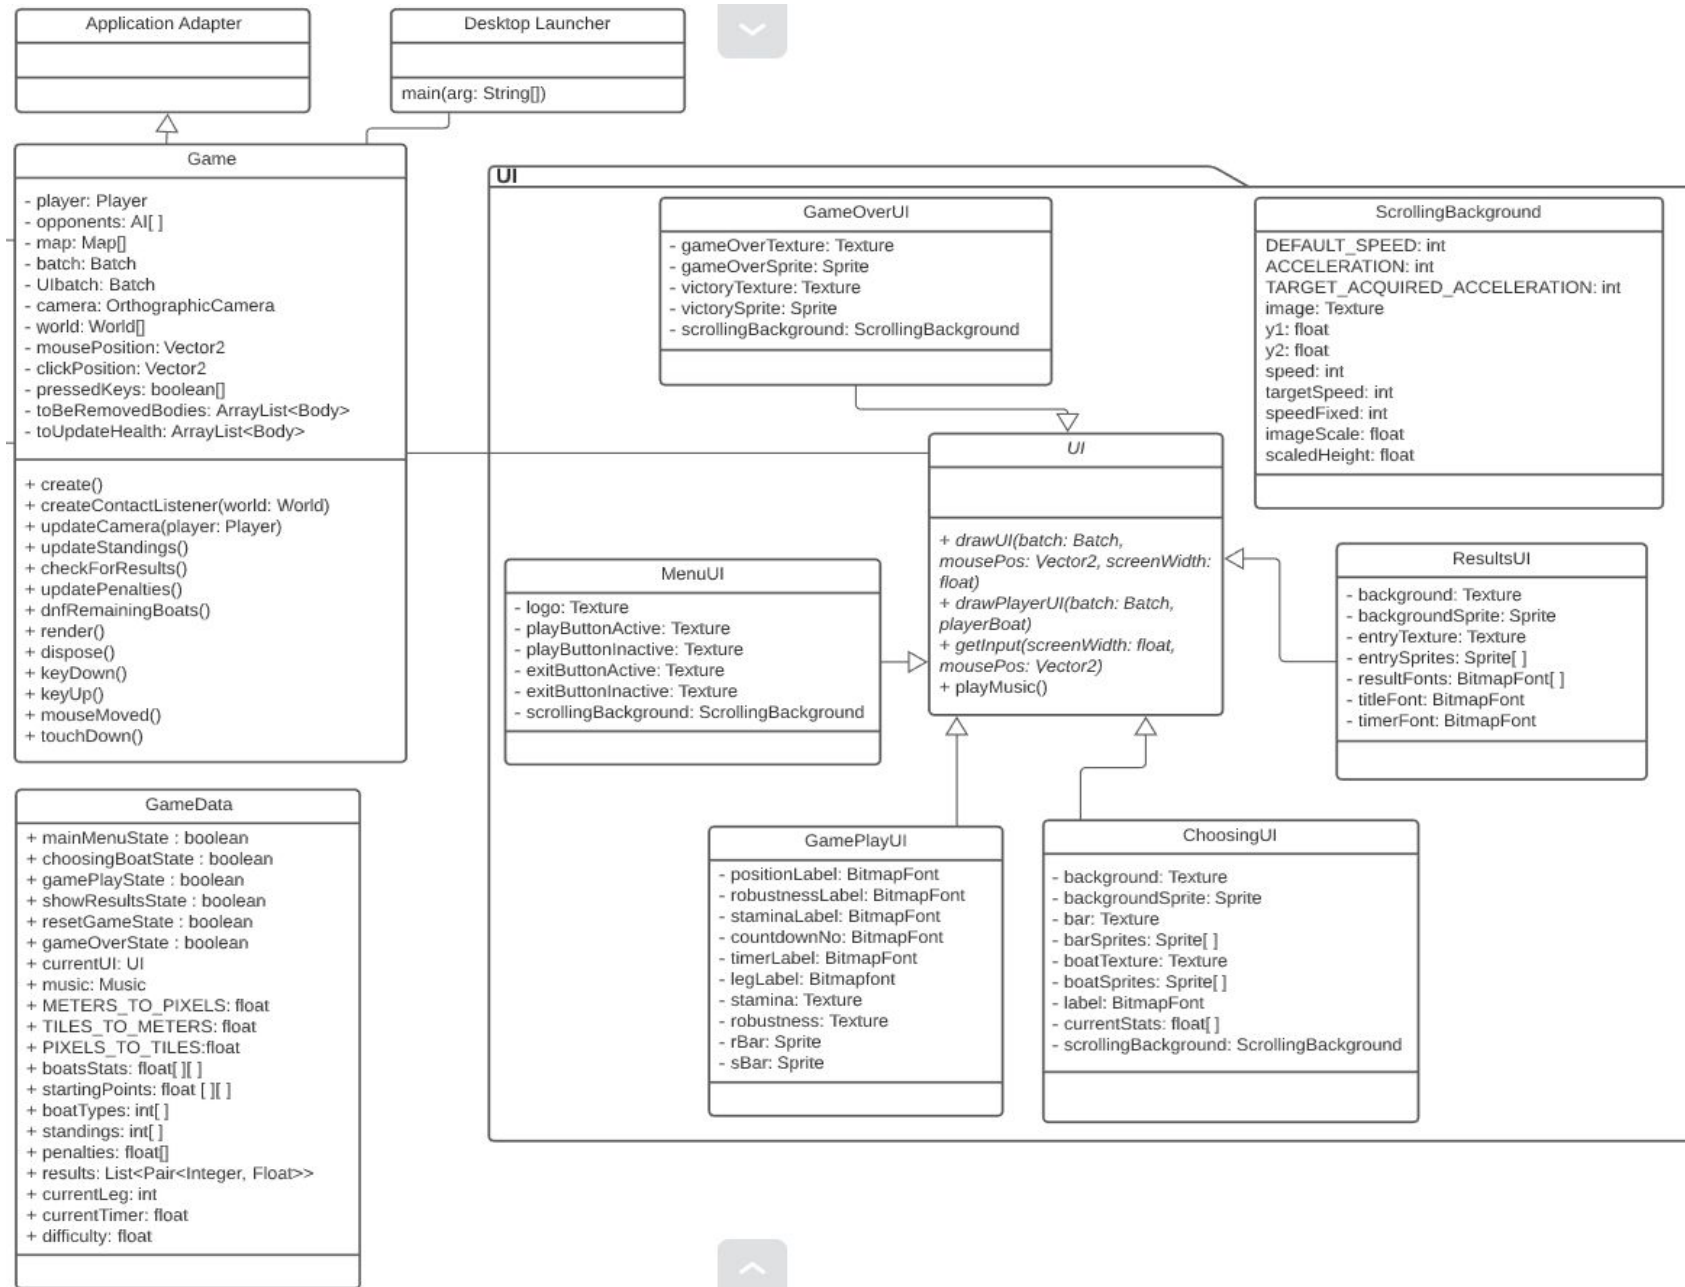 Application Adapter
Desktop Launcher
main(arg: String[])
Game
- player: Player
- opponents: AI[ ]
- map: Map[]
- batch: Batch
- UIbatch: Batch
- camera: OrthographicCamera
- world: World[]
- mousePosition: Vector2
- clickPosition: Vector2
- pressedKeys: boolean[]
- toBeRemovedBodies: ArrayList<Body>
- toUpdateHealth: ArrayList<Body>
+ create()
+ createContactListener(world: World)
+ updateCamera(player: Player)
+ updateStandings()
+ checkForResults()
+ updatePenalties()
+ dnfRemainingBoats()
+ render()
+ dispose()
+ keyDown()
+ keyUp()
+ mouseMoved()
+ touchDown()
GameData
+ mainMenuState : boolean
+ choosingBoatState : boolean
+ gamePlayState : boolean
+ showResultsState : boolean
+ resetGameState : boolean
+ gameOverState : boolean
+ currentUI: UI
+ music: Music
+ METERS_TO_PIXELS: float
+ TILES_TO_METERS: float
+ PIXELS_TO_TILES:float
+ boatsStats: float[ ][ ]
+ startingPoints: float [ ][ ]
+ boatTypes: int[ ]
+ standings: int[ ]
+ penalties: float[]
+ results: List<Pair<Integer, Float>>
+ currentLeg: int
+ currentTimer: float
+ difficulty: float
UI
GameOverUI
- gameOverTexture: Texture
- gameOverSprite: Sprite
- victoryTexture: Texture
- victorySprite: Sprite
- scrollingBackground: ScrollingBackground
ScrollingBackground
DEFAULT_SPEED: int
ACCELERATION: int
TARGET_ACQUIRED_ACCELERATION: int
image: Texture
y1: float
y2: float
speed: int
targetSpeed: int
speedFixed: int
imageScale: float
scaledHeight: float
UI
+ drawUI(batch: Batch,
mousePos: Vector2, screenWidth:
float)
+ drawPlayerUI(batch: Batch,
playerBoat)
+ getInput(screenWidth: float,
mousePos: Vector2)
+ playMusic()
MenuUI
- logo: Texture
- playButtonActive: Texture
- playButtonInactive: Texture
- exitButtonActive: Texture
- exitButtonInactive: Texture
- scrollingBackground: ScrollingBackground
ResultsUI
- background: Texture
- backgroundSprite: Sprite
- entryTexture: Texture
- entrySprites: Sprite[ ]
- resultFonts: BitmapFont[ ]
- titleFont: BitmapFont
- timerFont: BitmapFont
GamePlayUI
- positionLabel: BitmapFont
- robustnessLabel: BitmapFont
- staminaLabel: BitmapFont
- countdownNo: BitmapFont
- timerLabel: BitmapFont
- legLabel: Bitmapfont
- stamina: Texture
- robustness: Texture
- rBar: Sprite
- sBar: Sprite
ChoosingUI
- background: Texture
- backgroundSprite: Sprite
- bar: Texture
- barSprites: Sprite[ ]
- boatTexture: Texture
- boatSprites: Sprite[ ]
- label: BitmapFont
- currentStats: float[ ]
- scrollingBackground: ScrollingBackground